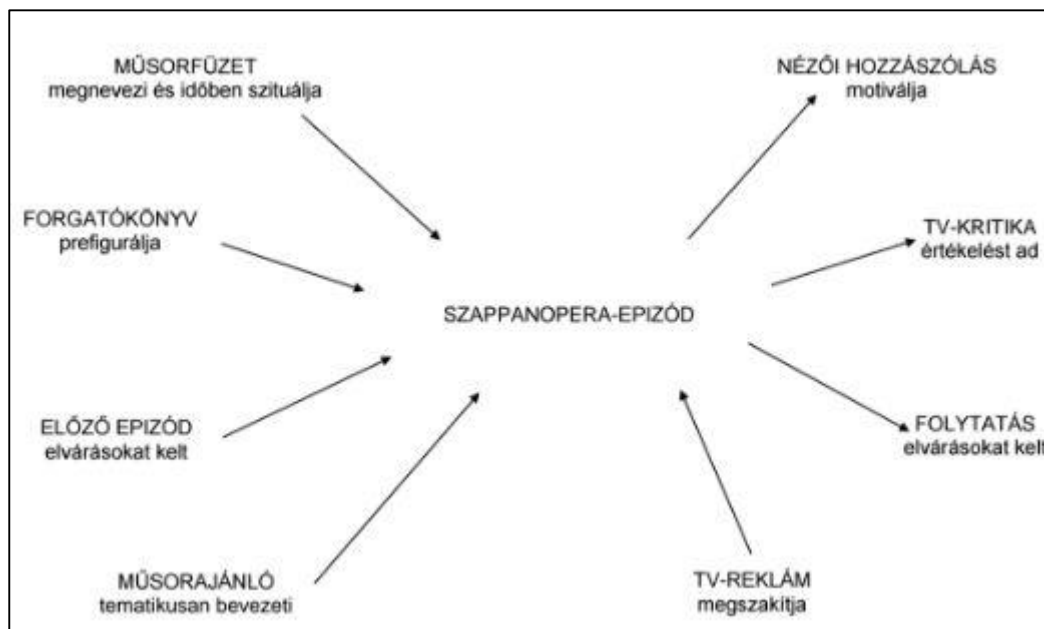 MŰSORFÜZET
megnevezi és időben szituálja
NÉZŐI HOZZÁSZÓLÁS
motiválja
FORGATÓKÖNYV
prefigurálja
TV-KRITIKA
értékelést ad
SZAPPANOPERA-EPIZÓD
ELŐZŐ EPIZÓD
elvárásokat kelt
FOLYTATÁS
elvárásokat kelt
MŰSORAJÁNLÓ
tematikusan bevezeti
TV-REKLÁM
megszakítja